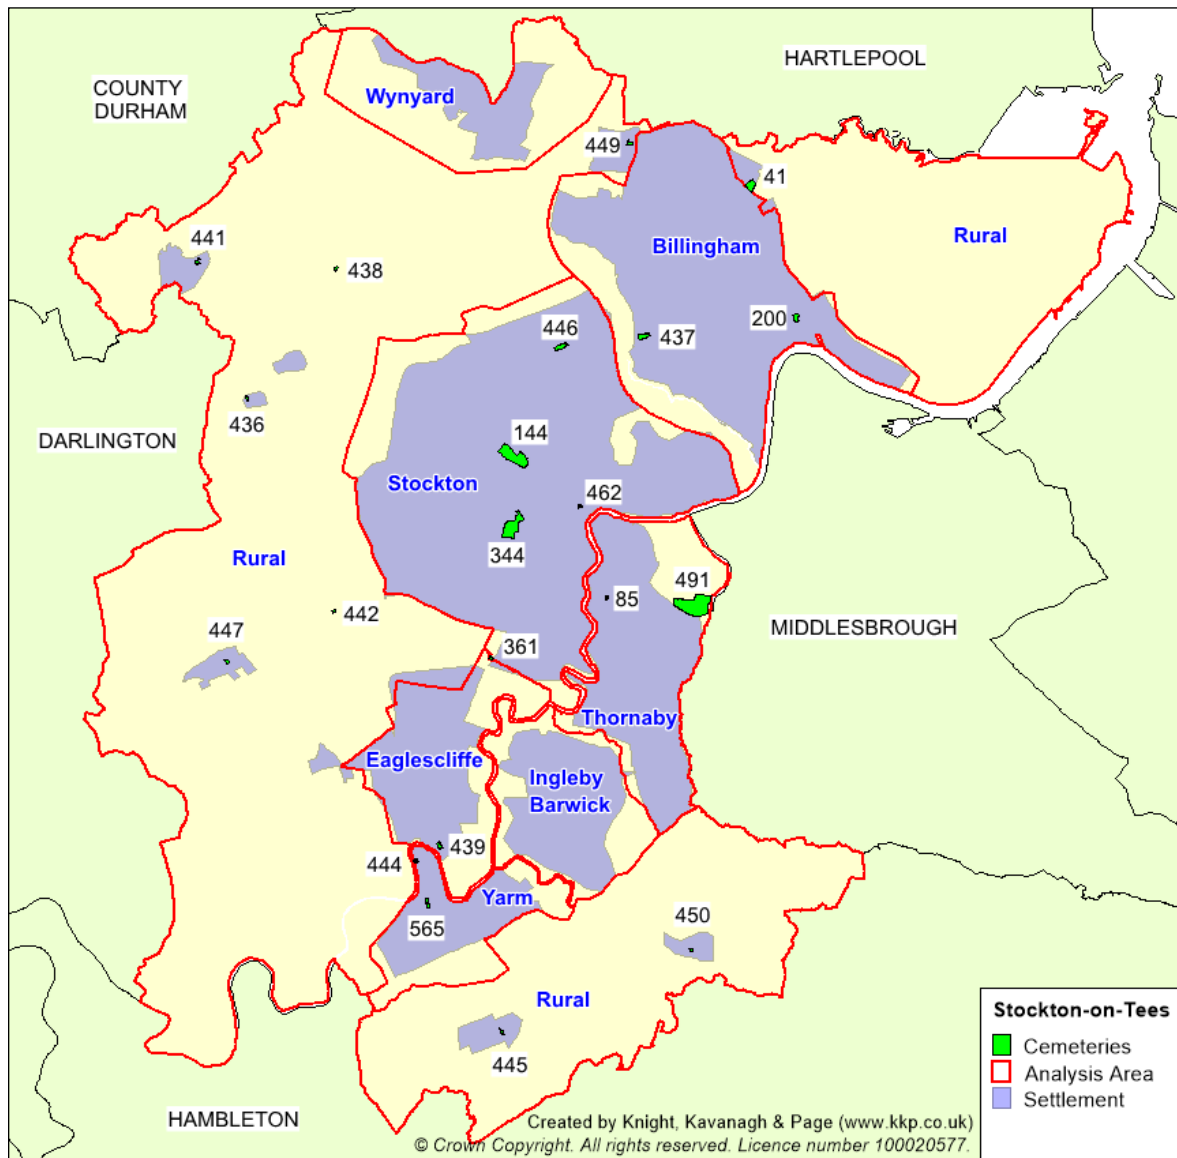 HARTLEPOOL
COUNTY
DURHAM
Wynyard
449
41
441
438
Billingham
Rural
200
446
437
436
DARLINGTON
144
Stockton
462
344
Rural
491
85
442
MIDDLESBROUGH
447
361
Thornaby
Eaglescliffe
Ingleby
Barwick
439
444
Yarm
565
450
Rural
445
HAMBLETON
Stockton-on-Tees
Cemeteries
Analysis Area
Settlement
Created by Knight, Kavanagh & Page (www.kkp.co.uk)
© Crown Copyright. All rights reserved. Licence number 100020577.